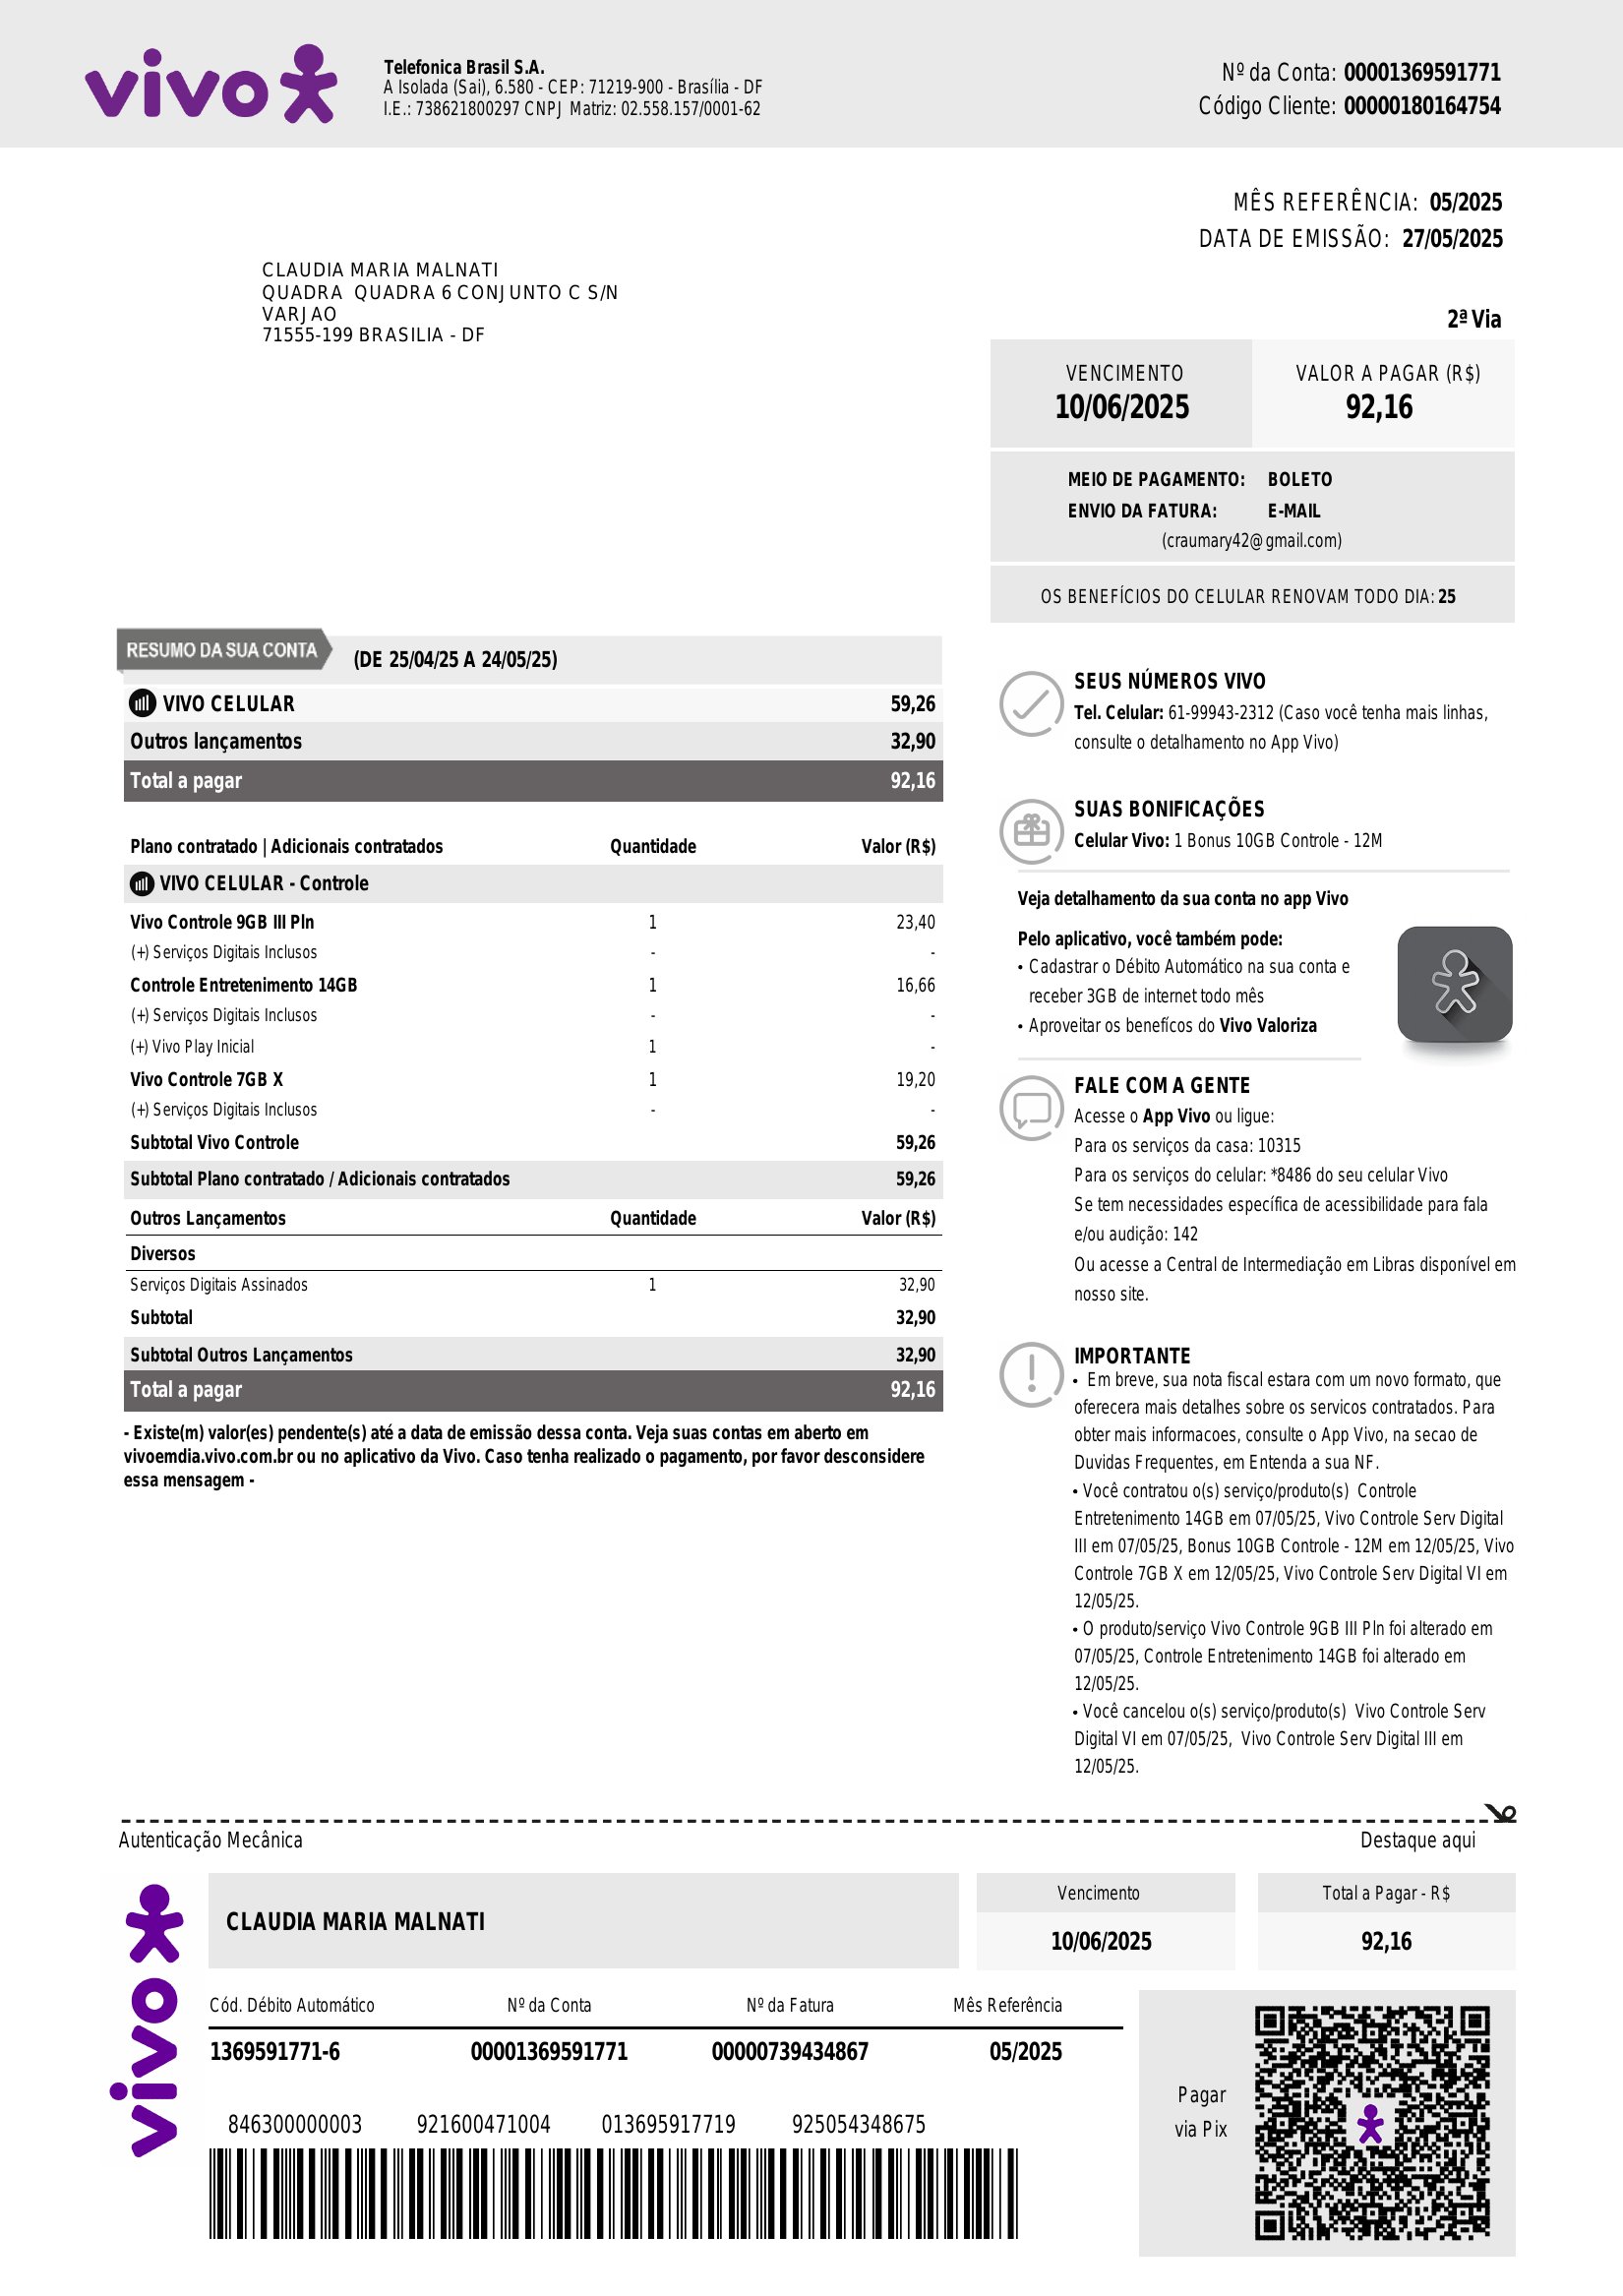 vivo
Telefonica Brasil S.A.
A Isolada (Sai), 6.580 - CEP: 71219-900 - Brasília - DF
I.E.: 738621800297 CNPJ Matriz: 02.558.157/0001-62
Nº da Conta: 00001369591771
Código Cliente: 00000180164754
MÊS REFERÊNCIA: 05/2025
DATA DE EMISSÃO: 27/05/2025
CLAUDIA MARIA MALNATI
QUADRA QUADRA 6 CONJUNTO C S/N
VARJAO
71555-199 BRASILIA - DF
2ª Via
VENCIMENTO
10/06/2025
VALOR A PAGAR (R$)
92,16
MEIO DE PAGAMENTO: BOLETO
ENVIO DA FATURA: E-MAIL
(craumary42@gmail.com)
OS BENEFÍCIOS DO CELULAR RENOVAM TODO DIA: 25
RESUMO DA SUA CONTA (DE 25/04/25 A 24/05/25)
VIVO CELULAR 59,26
Outros lançamentos 32,90
Total a pagar 92,16
Plano contratado | Adicionais contratados Quantidade Valor (R$)
VIVO CELULAR - Controle
Vivo Controle 9GB III Pln 1 23,40
(+) Serviços Digitais Inclusos - -
Controle Entretenimento 14GB 1 16,66
(+) Serviços Digitais Inclusos - -
(+) Vivo Play Inicial 1 -
Vivo Controle 7GB X 1 19,20
(+) Serviços Digitais Inclusos - -
Subtotal Vivo Controle 59,26
Subtotal Plano contratado / Adicionais contratados 59,26
Outros Lançamentos Quantidade Valor (R$)
Diversos
Serviços Digitais Assinados 1 32,90
Subtotal 32,90
Subtotal Outros Lançamentos 32,90
Total a pagar 92,16
- Existe(m) valor(es) pendente(s) até a data de emissão dessa conta. Veja suas contas em aberto em
vivoemdia.vivo.com.br ou no aplicativo da Vivo. Caso tenha realizado o pagamento, por favor desconsidere
essa mensagem -
SEUS NÚMEROS VIVO
Tel. Celular: 61-99943-2312 (Caso você tenha mais linhas,
consulte o detalhamento no App Vivo)
SUAS BONIFICAÇÕES
Celular Vivo: 1 Bonus 10GB Controle - 12M
Veja detalhamento da sua conta no app Vivo
Pelo aplicativo, você também pode:
• Cadastrar o Débito Automático na sua conta e
receber 3GB de internet todo mês
• Aproveitar os benefícos do Vivo Valoriza
FALE COM A GENTE
Acesse o App Vivo ou ligue:
Para os serviços da casa: 10315
Para os serviços do celular: *8486 do seu celular Vivo
Se tem necessidades específica de acessibilidade para fala
e/ou audição: 142
Ou acesse a Central de Intermediação em Libras disponível em
nosso site.
IMPORTANTE
• Em breve, sua nota fiscal estara com um novo formato, que
oferecera mais detalhes sobre os servicos contratados. Para
obter mais informacoes, consulte o App Vivo, na secao de
Duvidas Frequentes, em Entenda a sua NF.
• Você contratou o(s) serviço/produto(s) Controle
Entretenimento 14GB em 07/05/25, Vivo Controle Serv Digital
III em 07/05/25, Bonus 10GB Controle - 12M em 12/05/25, Vivo
Controle 7GB X em 12/05/25, Vivo Controle Serv Digital VI em
12/05/25.
• O produto/serviço Vivo Controle 9GB III Pln foi alterado em
07/05/25, Controle Entretenimento 14GB foi alterado em
12/05/25.
• Você cancelou o(s) serviço/produto(s) Vivo Controle Serv
Digital VI em 07/05/25, Vivo Controle Serv Digital III em
12/05/25.
Autenticação Mecânica Destaque aqui
vivo
CLAUDIA MARIA MALNATI
Vencimento
10/06/2025
Total a Pagar - R$
92,16
Cód. Débito Automático Nº da Conta Nº da Fatura Mês Referência
1369591771-6 00001369591771 00000739434867 05/2025
846300000003 921600471004 013695917719 925054348675
Pagar
via Pix